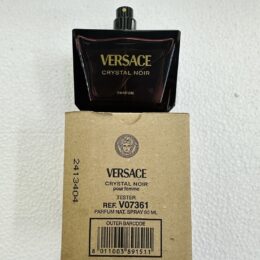 VERSACE
CRYSTAL NOIR
PARFUM
2413404
VERSACE
CRYSTAL NOIR
pour femme
TESTER
REF. V07361
PARFUM NAT. SPRAY 90 ML
OUTER BARCODE
8 011003 891511